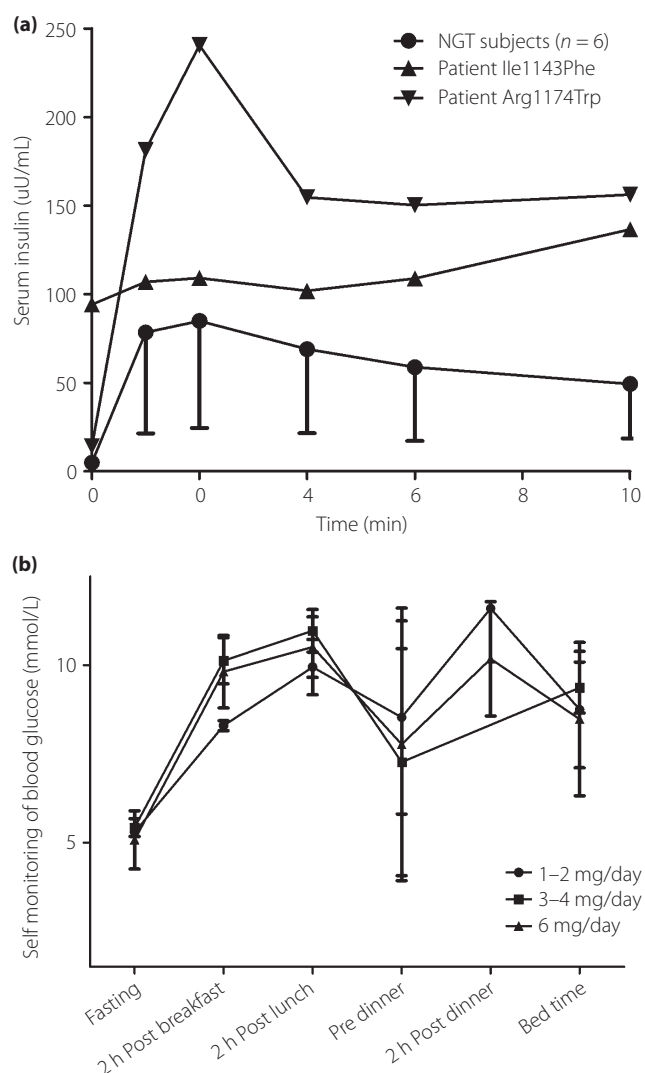 (a)
250
200
150
100
50
0
Serum insulin (uU/mL)
NGT subjects (n = 6)
Patient Ile1143Phe
Patient Arg1174Trp
0 0 4 6 8 10
Time (min)
(b)
Self monitoring of blood glucose (mmol/L)
10
5
1–2 mg/day
3–4 mg/day
6 mg/day
Fasting
2 h Post breakfast
2 h Post lunch
Pre dinner
2 h Post dinner
Bed time